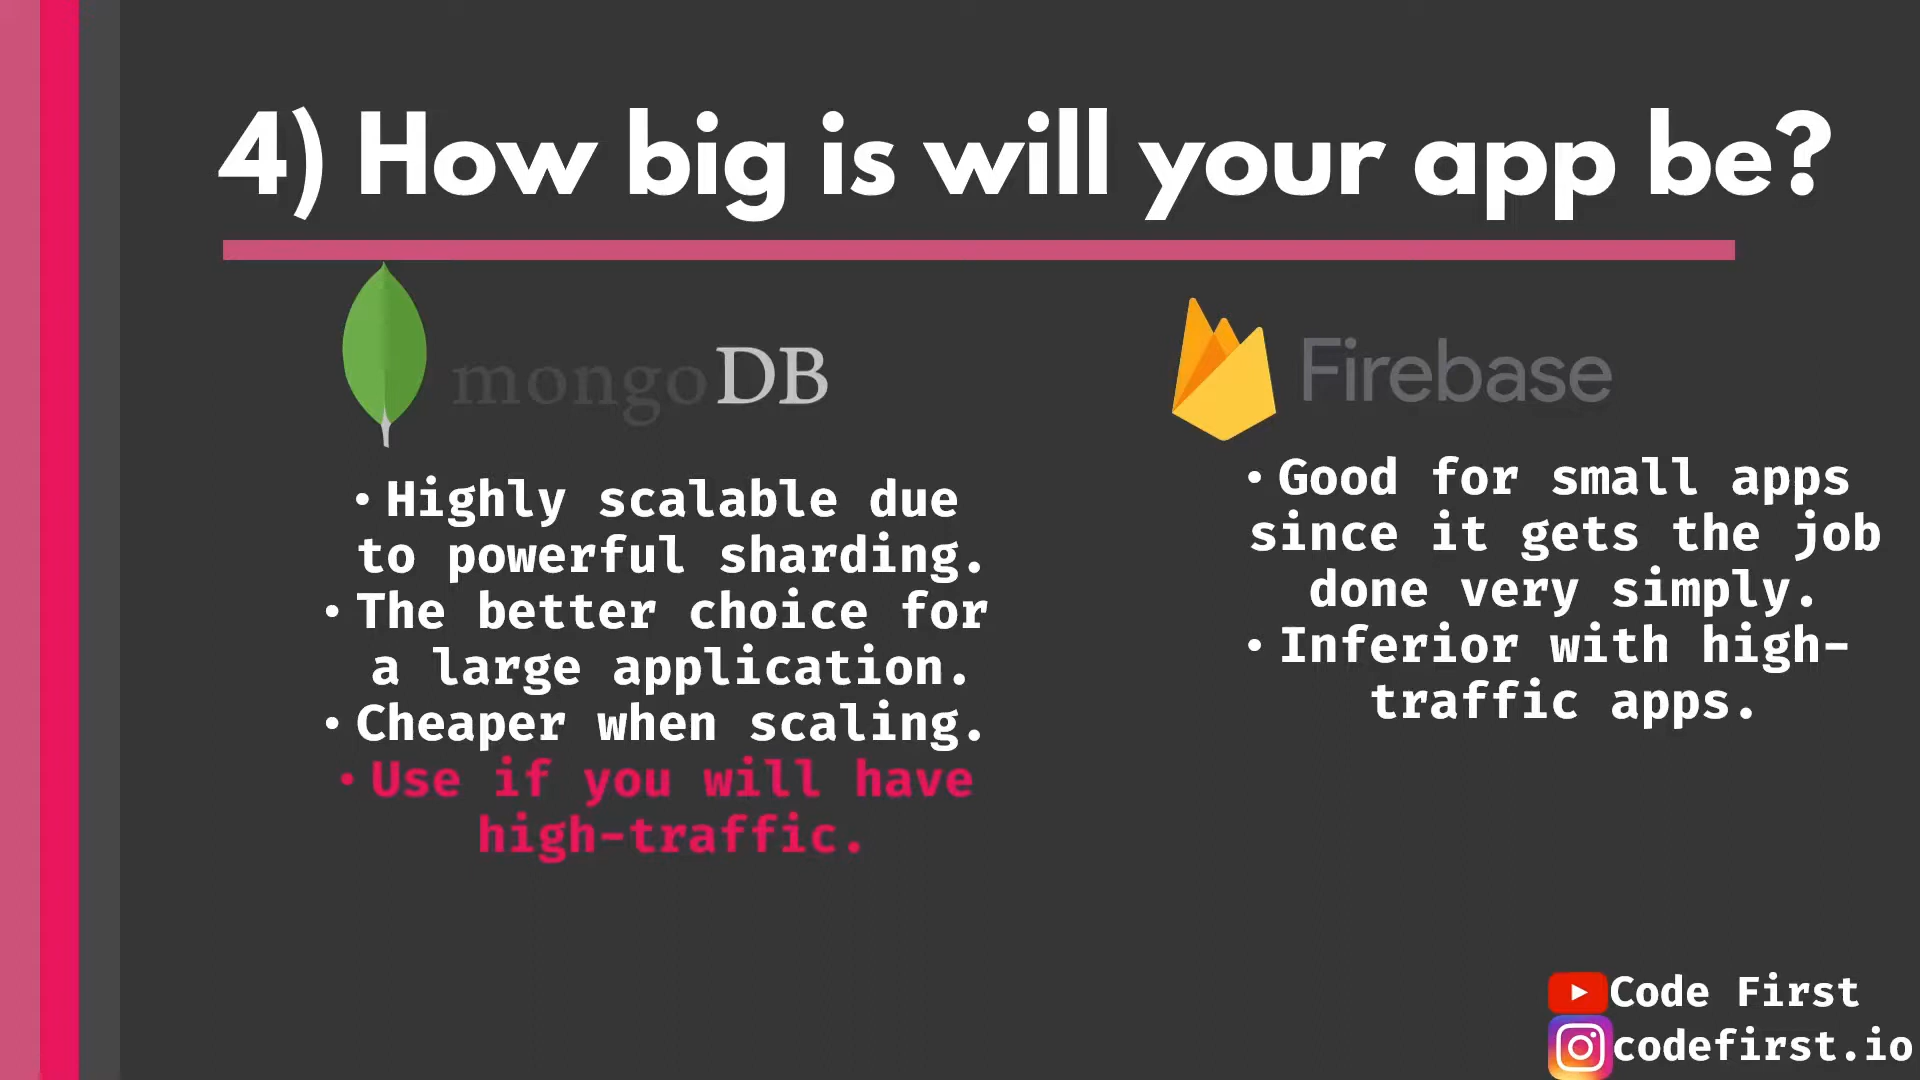 4) How big is will your app be?
mongoDB
• Highly scalable due
to powerful sharding.
• The better choice for
a large application.
• Cheaper when scaling.
• Use if you will have
high-traffic.
Firebase
• Good for small apps
since it gets the job
done very simply.
• Inferior with high-
traffic apps.
Code First
codefirst.io